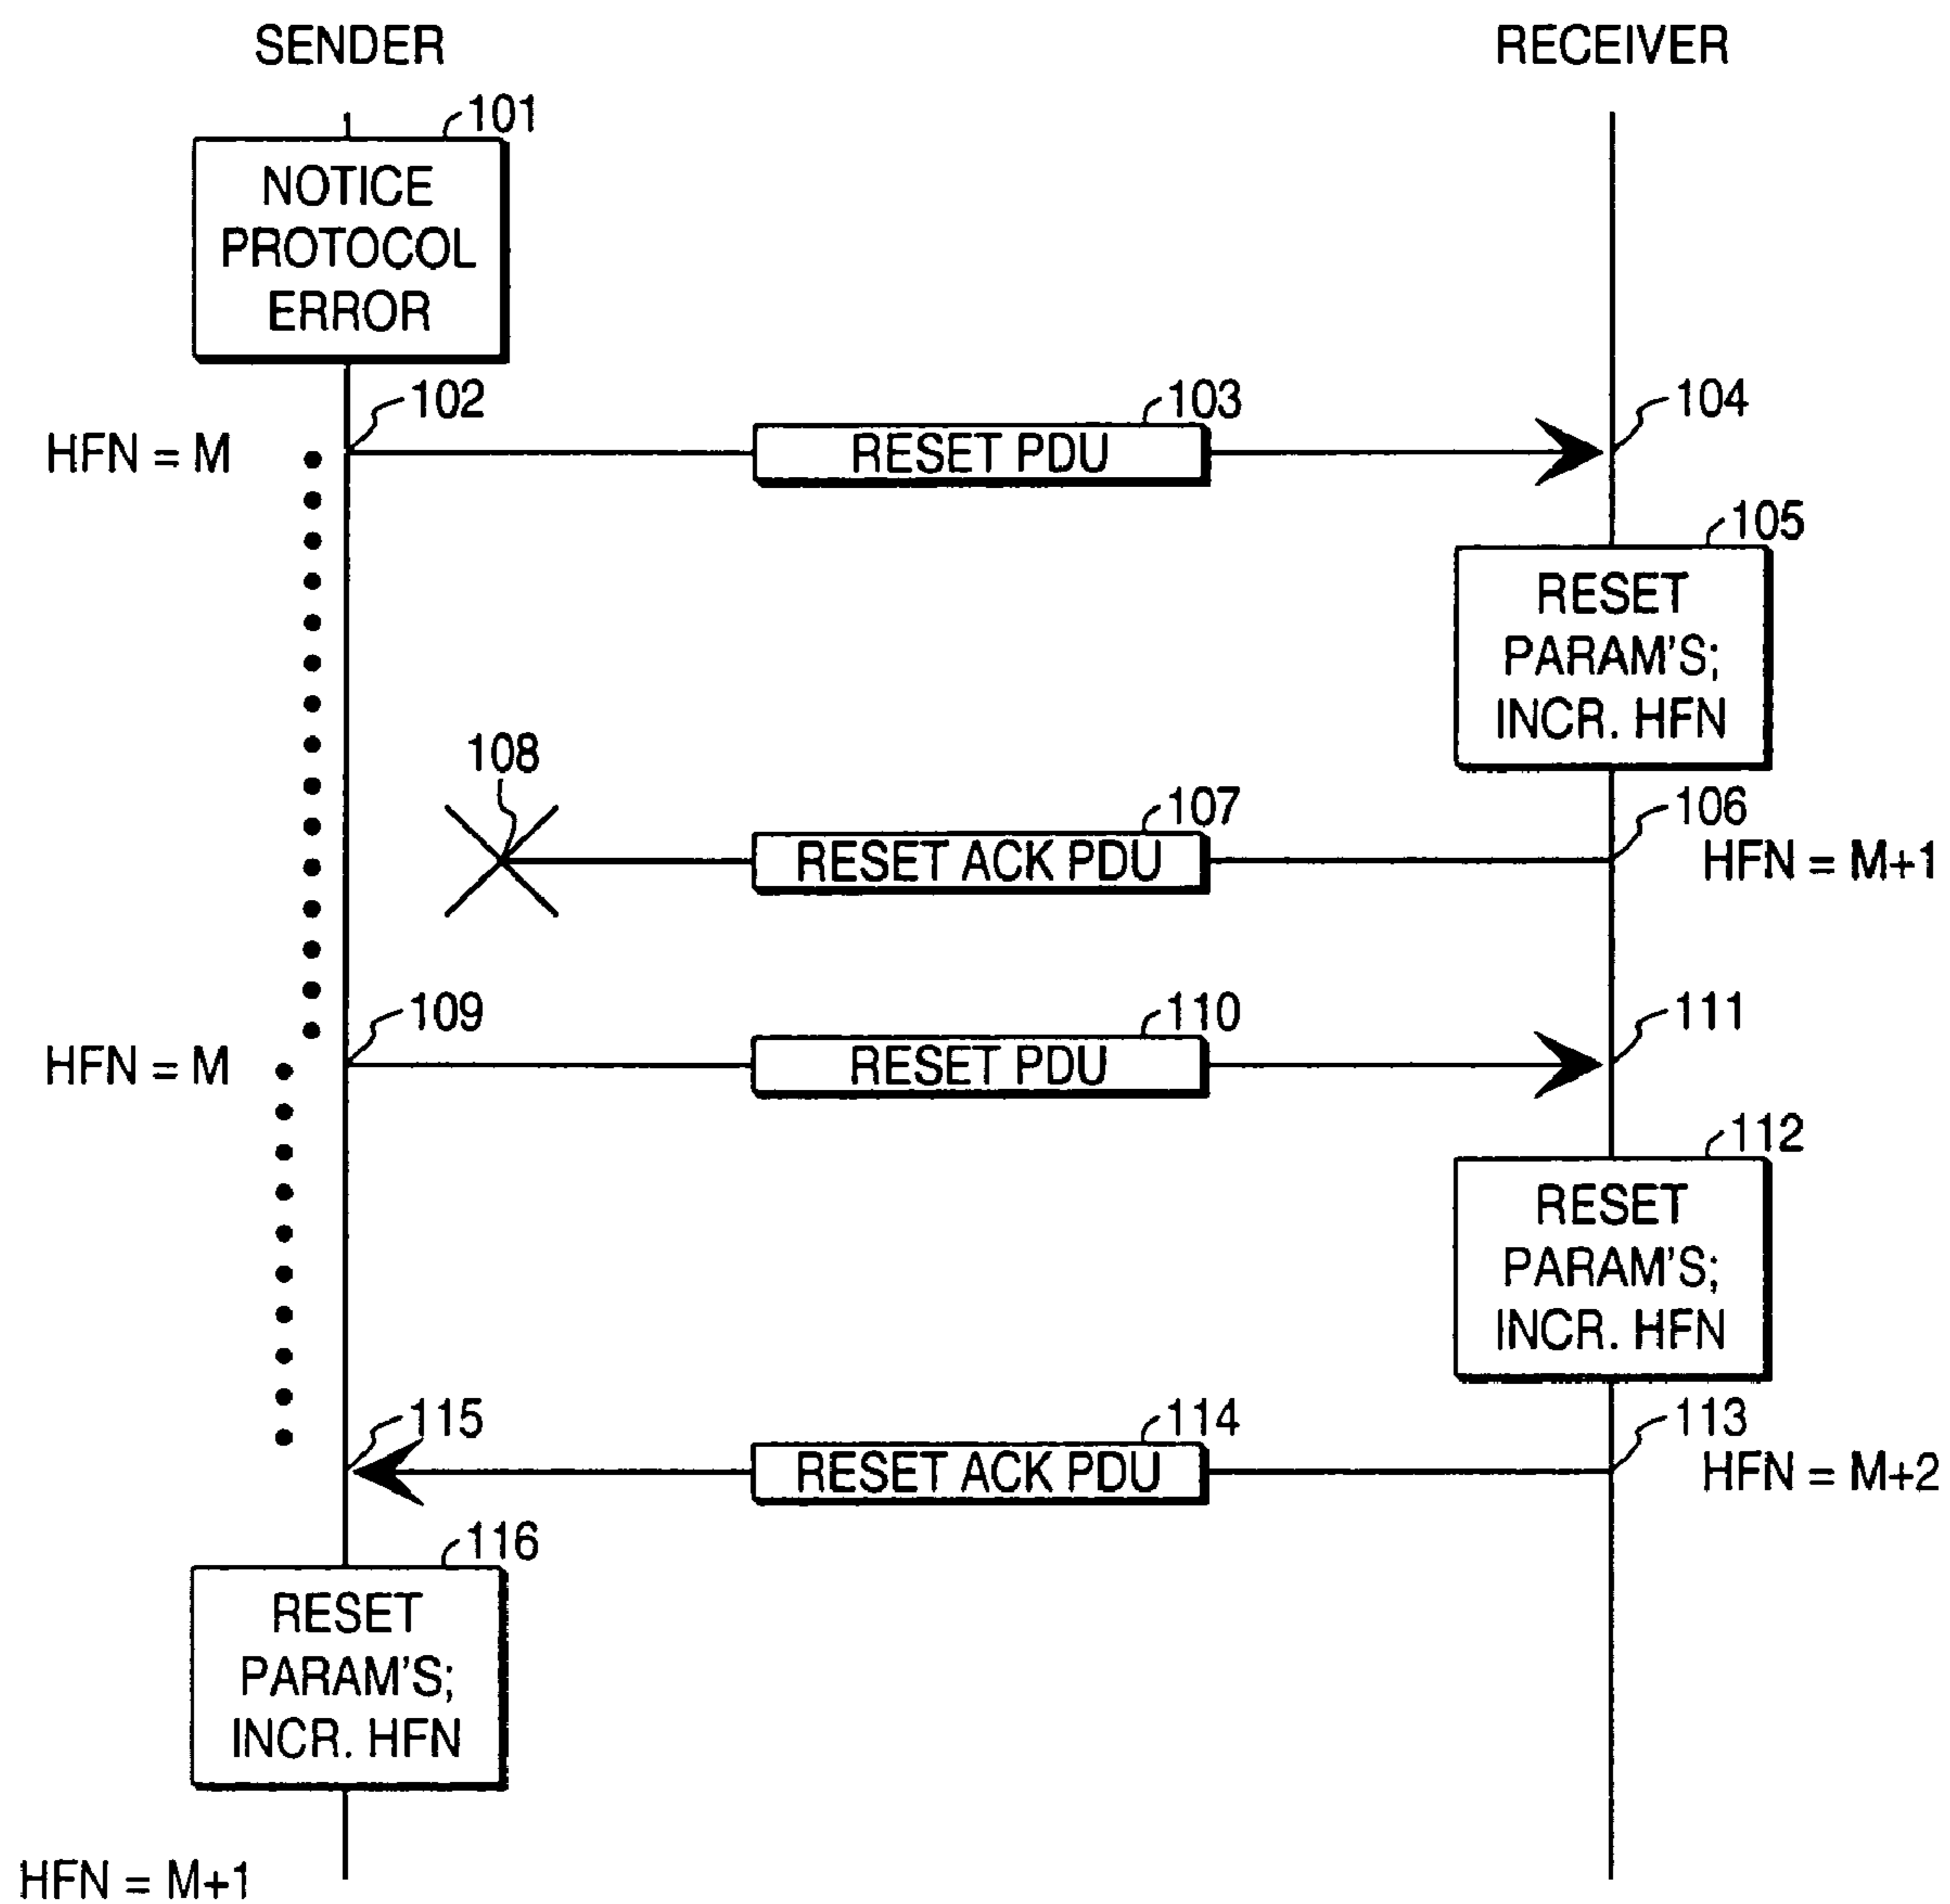 SENDER
RECEIVER
101
NOTICE
PROTOCOL
ERROR
102
103
104
HFN = M
RESET PDU
105
RESET
PARAM'S;
INCR. HFN
108
107
106
RESET ACK PDU
HFN = M+1
109
110
111
HFN = M
RESET PDU
112
RESET
PARAM'S;
INCR. HFN
115
114
113
RESET ACK PDU
HFN = M+2
116
RESET
PARAM'S;
INCR. HFN
HFN = M+1